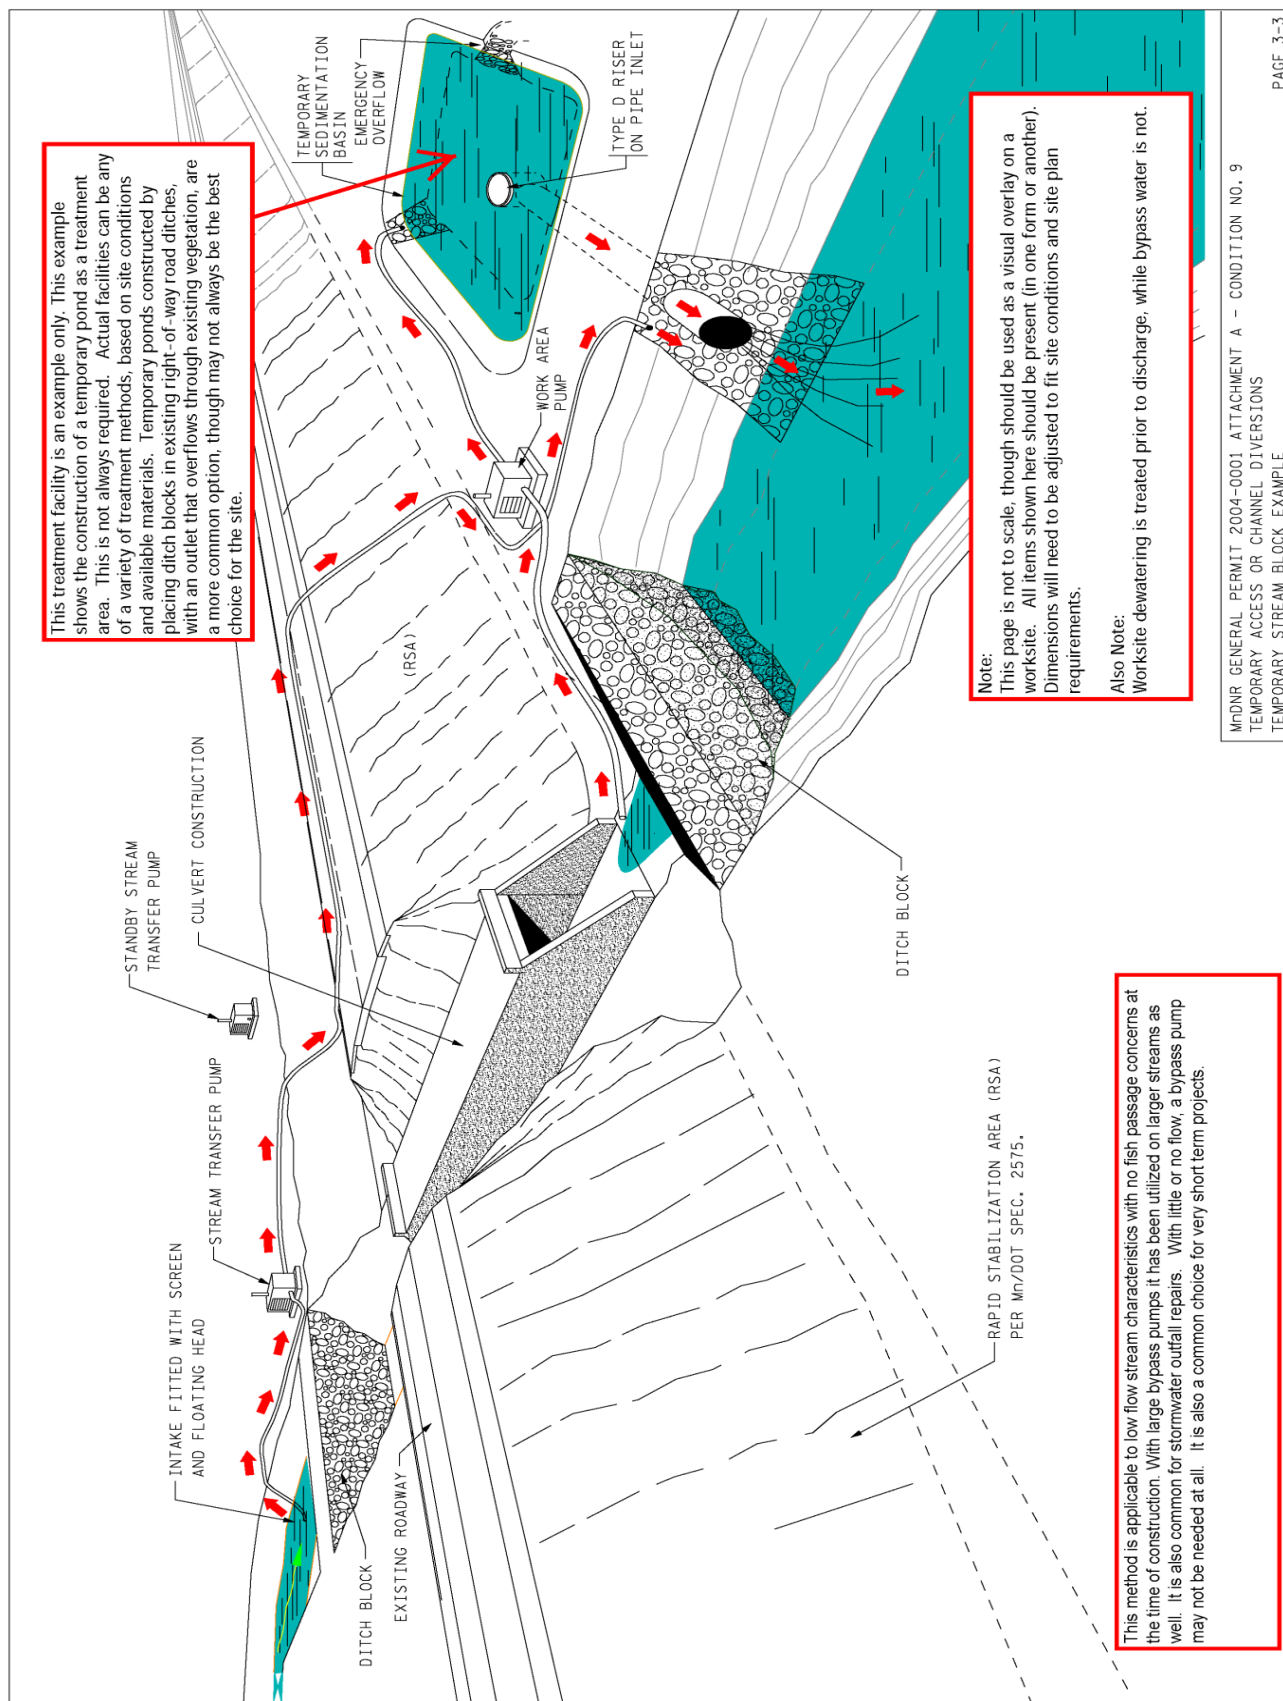 This treatment facility is an example only. This example
shows the construction of a temporary pond as a treatment
area. This is not always required. Actual facilities can be any
of a variety of treatment methods, based on site conditions
and available materials. Temporary ponds constructed by
placing ditch blocks in existing right-of-way road ditches,
with an outlet that overflows through existing vegetation, are
a more common option, though may not always be the best
choice for the site.
TEMPORARY
SEDIMENTATION
BASIN
EMERGENCY
OVERFLOW
TYPE D RISER
ON PIPE INLET
WORK AREA
PUMP
(RSA)
STANDBY STREAM
TRANSFER PUMP
CULVERT CONSTRUCTION
STREAM TRANSFER PUMP
INTAKE FITTED WITH SCREEN
AND FLOATING HEAD
DITCH BLOCK
EXISTING ROADWAY
DITCH BLOCK
RAPID STABILIZATION AREA (RSA)
PER Mn/DOT SPEC. 2575.
Note:
This page is not to scale, though should be used as a visual overlay on a
worksite. All items shown here should be present (in one form or another).
Dimensions will need to be adjusted to fit site conditions and site plan
requirements.
Also Note:
Worksite dewatering is treated prior to discharge, while bypass water is not.
This method is applicable to low flow stream characteristics with no fish passage concerns at
the time of construction. With large bypass pumps it has been utilized on larger streams as
well. It is also common for stormwater outfall repairs. With little or no flow, a bypass pump
may not be needed at all. It is also a common choice for very short term projects.
MnDNR GENERAL PERMIT 2004-0001 ATTACHMENT A - CONDITION NO. 9
TEMPORARY ACCESS OR CHANNEL DIVERSIONS
TEMPORARY STREAM BLOCK EXAMPLE
PAGE 3-3